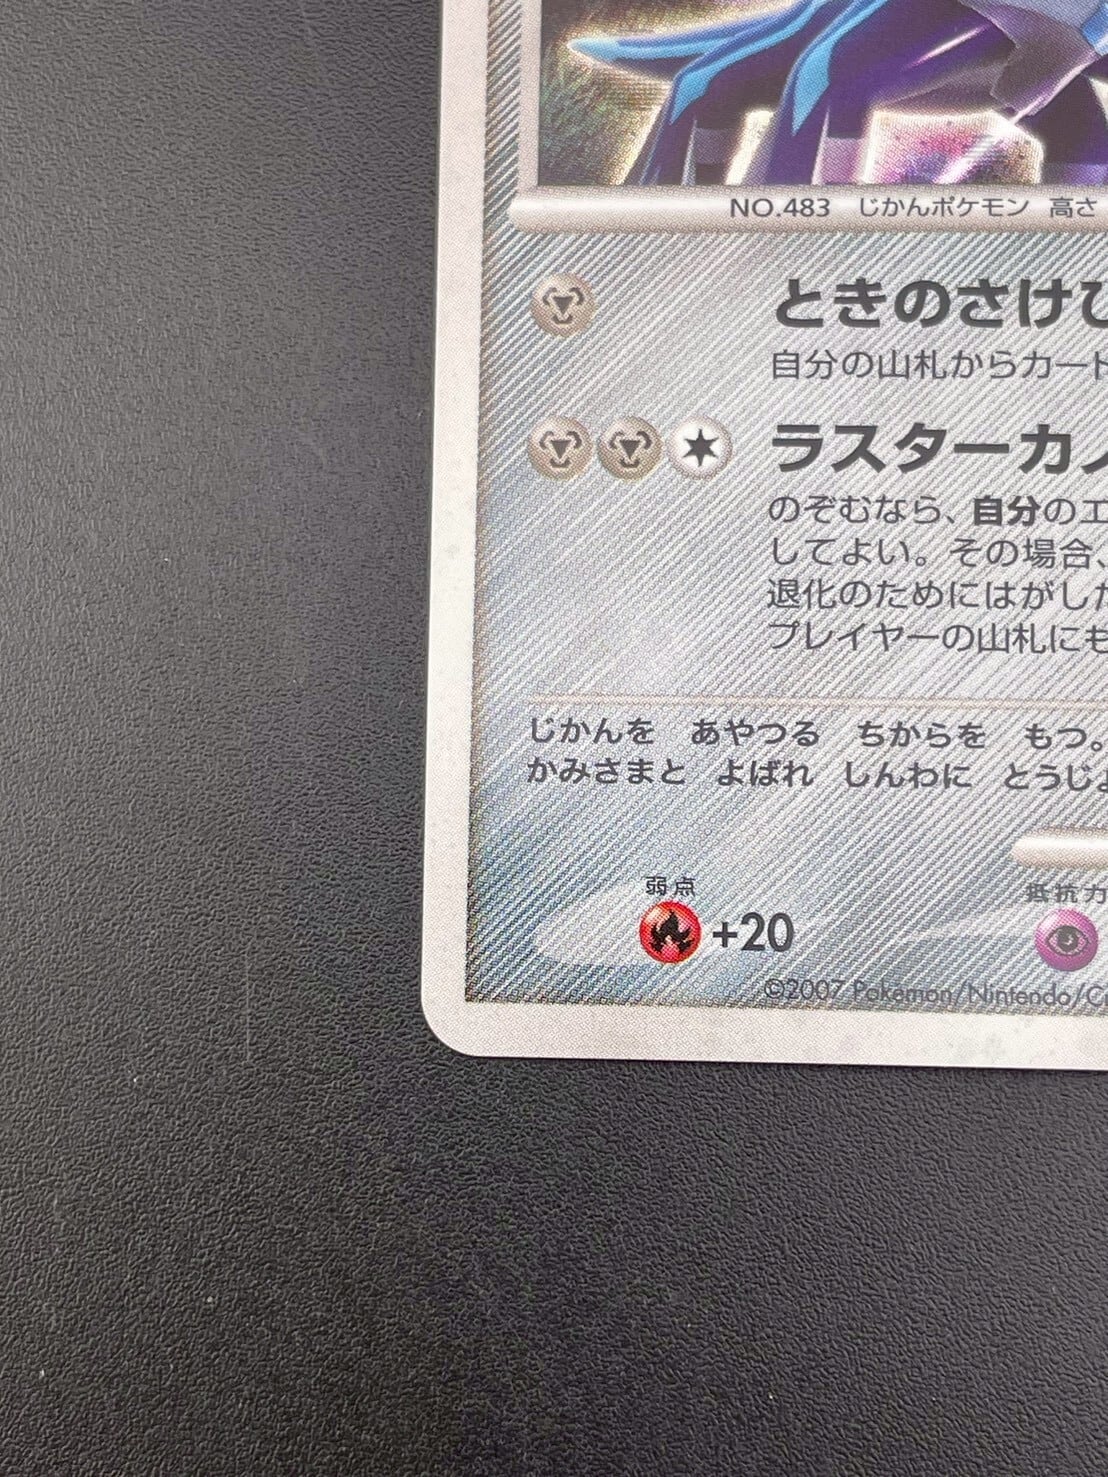 NO.483 じかんポケモン 高さ
ときのさけび
自分の山札からカード
ラスターカノ
のぞむなら、自分のエ
してよい。その場合、
退化のためにはがした
プレイヤーの山札にも
じかんを あやつる ちからを もつ。
かみさまと よばれ しんわに とうじょ
弱点
抵抗力
+20
©2007 Pokémon/Nintendo/Cr